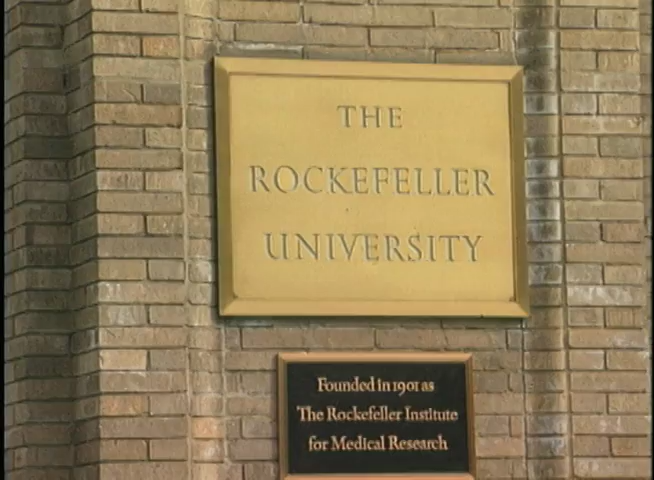 THE
ROCKEFELLER
UNIVERSITY
Founded in 1901 as
The Rockefeller Institute
for Medical Research